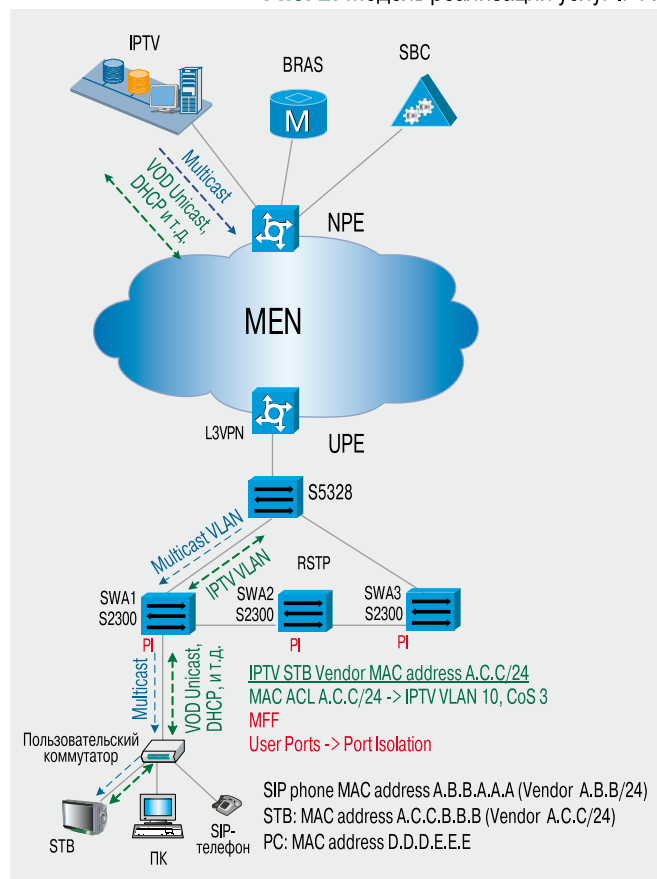 IPTV
BRAS
SBC
M
Multicast
VOD Unicast,
DHCP и т.д.
NPE
MEN
L3VPN
UPE
S5328
Multicast VLAN
IPTV VLAN
RSTP
SWA1
S2300
SWA2
S2300
SWA3
S2300
PI
PI
PI
Multicast
VOD Unicast,
DHCP, и т.д.
IPTV STB Vendor MAC address A.C.C/24
MAC ACL A.C.C/24 -> IPTV VLAN 10, CoS 3
MFF
User Ports -> Port Isolation
Пользовательский
коммутатор
STB
ПК
SIP-
телефон
SIP phone MAC address A.B.B.A.A.A (Vendor A.B.B/24)
STB: MAC address A.C.C.B.B.B (Vendor A.C.C/24)
PC: MAC address D.D.D.E.E.E